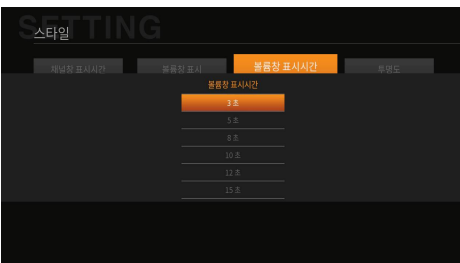 SETTING
스타일
채널창 표시시간 볼륨창 표시 볼륨창 표시시간 투명도
볼륨창 표시시간
3 초
5 초
8 초
10 초
12 초
15 초